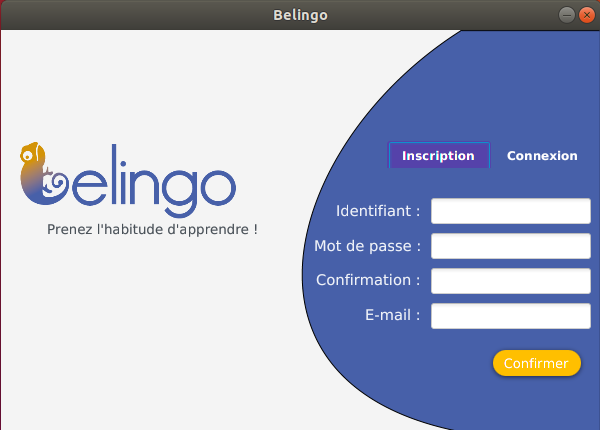 Belingo
belingo
Prenez l'habitude d'apprendre !
Inscription Connexion
Identifiant :
Mot de passe :
Confirmation :
E-mail :
Confirmer